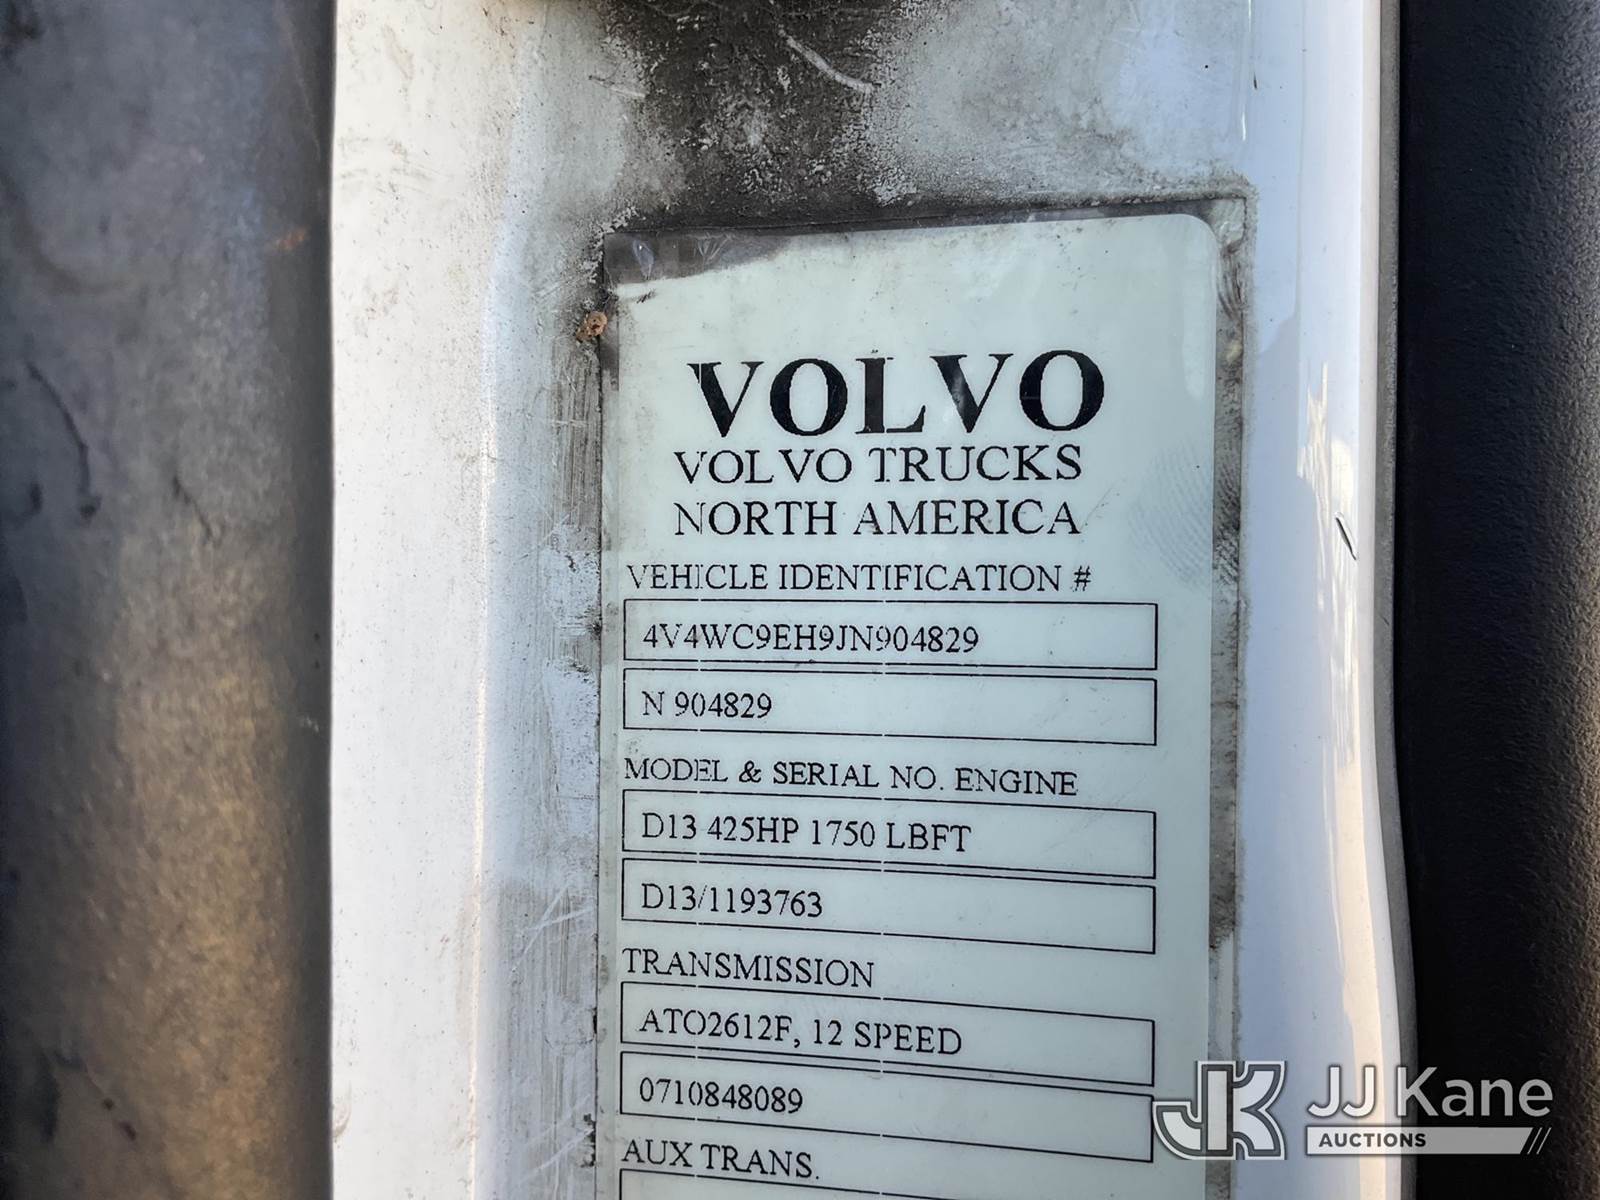 VOLVO
VOLVO TRUCKS
NORTH AMERICA
VEHICLE IDENTIFICATION #
4V4WC9EH9JN904829
N 904829
MODEL & SERIAL NO. ENGINE
D13 425HP 1750 LBFT
D13/1193763
TRANSMISSION
ATO2612F, 12 SPEED
0710848089
AUX TRANS.
JK JJ Kane
AUCTIONS